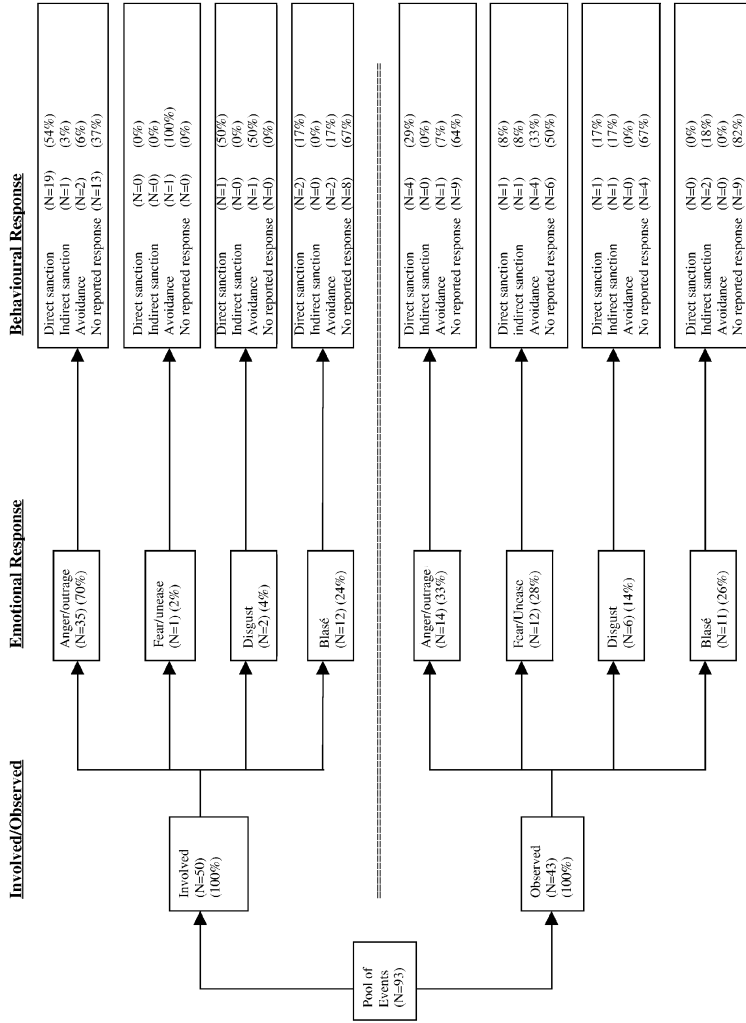 Involved/Observed
Emotional Response
Behavioural Response
Pool of
Events
(N=93)
Involved
(N=50)
(100%)
Anger/outrage
(N=35) (70%)
Direct sanction (N=19) (54%)
Indirect sanction (N=1) (3%)
Avoidance (N=2) (6%)
No reported response (N=13) (37%)
Fear/unease
(N=1) (2%)
Direct sanction (N=0) (0%)
Indirect sanction (N=0) (0%)
Avoidance (N=1) (100%)
No reported response (N=0) (0%)
Disgust
(N=2) (4%)
Direct sanction (N=1) (50%)
Indirect sanction (N=0) (0%)
Avoidance (N=1) (50%)
No reported response (N=0) (0%)
Blasé
(N=12) (24%)
Direct sanction (N=2) (17%)
Indirect sanction (N=0) (0%)
Avoidance (N=2) (17%)
No reported response (N=8) (67%)
Observed
(N=43)
(100%)
Anger/outrage
(N=14) (33%)
Direct sanction (N=4) (29%)
Indirect sanction (N=0) (0%)
Avoidance (N=1) (7%)
No reported response (N=9) (64%)
Fear/Unease
(N=12) (28%)
Direct sanction (N=1) (8%)
indirect sanction (N=1) (8%)
Avoidance (N=4) (33%)
No reported response (N=6) (50%)
Disgust
(N=6) (14%)
Direct sanction (N=1) (17%)
Indirect sanction (N=1) (17%)
Avoidance (N=0) (0%)
No reported response (N=4) (67%)
Blasé
(N=11) (26%)
Direct sanction (N=0) (0%)
Indirect sanction (N=2) (18%)
Avoidance (N=0) (0%)
No reported response (N=9) (82%)